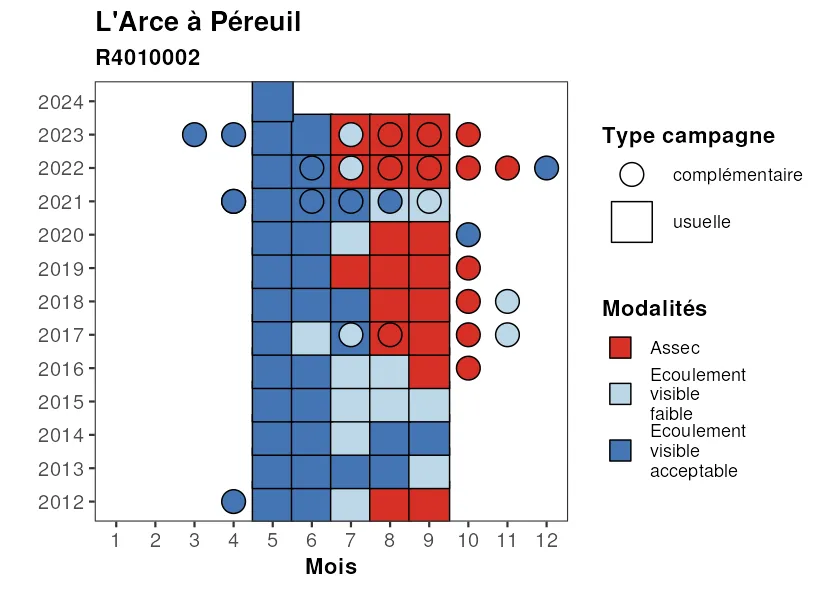 L'Arce à Péreuil
R4010002
2024
2023
2022
2021
2020
2019
2018
2017
2016
2015
2014
2013
2012
1 2 3 4 5 6 7 8 9 10 11 12
Mois
Type campagne
complémentaire
usuelle
Modalités
Assec
Ecoulement
visible
faible
Ecoulement
visible
acceptable